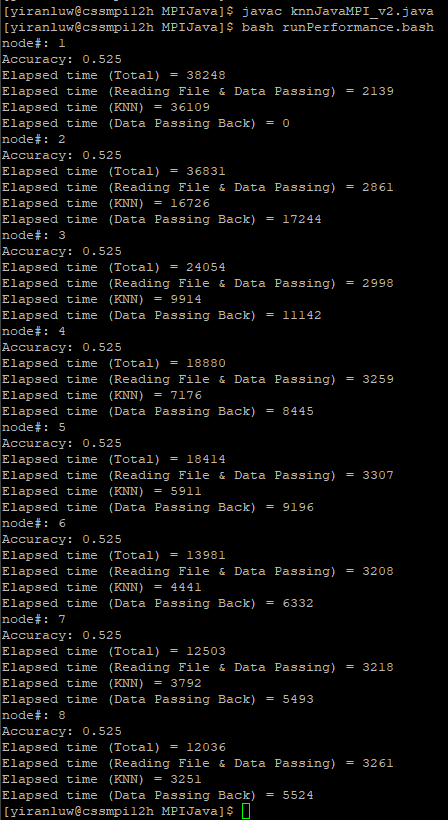 [yiranluw@cssmpi12h MPIJava]$ javac knnJavaMPI_v2.java
[yiranluw@cssmpi12h MPIJava]$ bash runPerformance.bash
node#: 1
Accuracy: 0.525
Elapsed time (Total) = 38248
Elapsed time (Reading File & Data Passing) = 2139
Elapsed time (KNN) = 36109
Elapsed time (Data Passing Back) = 0
node#: 2
Accuracy: 0.525
Elapsed time (Total) = 36831
Elapsed time (Reading File & Data Passing) = 2861
Elapsed time (KNN) = 16726
Elapsed time (Data Passing Back) = 17244
node#: 3
Accuracy: 0.525
Elapsed time (Total) = 24054
Elapsed time (Reading File & Data Passing) = 2998
Elapsed time (KNN) = 9914
Elapsed time (Data Passing Back) = 11142
node#: 4
Accuracy: 0.525
Elapsed time (Total) = 18880
Elapsed time (Reading File & Data Passing) = 3259
Elapsed time (KNN) = 7176
Elapsed time (Data Passing Back) = 8445
node#: 5
Accuracy: 0.525
Elapsed time (Total) = 18414
Elapsed time (Reading File & Data Passing) = 3307
Elapsed time (KNN) = 5911
Elapsed time (Data Passing Back) = 9196
node#: 6
Accuracy: 0.525
Elapsed time (Total) = 13981
Elapsed time (Reading File & Data Passing) = 3208
Elapsed time (KNN) = 4441
Elapsed time (Data Passing Back) = 6332
node#: 7
Accuracy: 0.525
Elapsed time (Total) = 12503
Elapsed time (Reading File & Data Passing) = 3218
Elapsed time (KNN) = 3792
Elapsed time (Data Passing Back) = 5493
node#: 8
Accuracy: 0.525
Elapsed time (Total) = 12036
Elapsed time (Reading File & Data Passing) = 3261
Elapsed time (KNN) = 3251
Elapsed time (Data Passing Back) = 5524
[yiranluw@cssmpi12h MPIJava]$